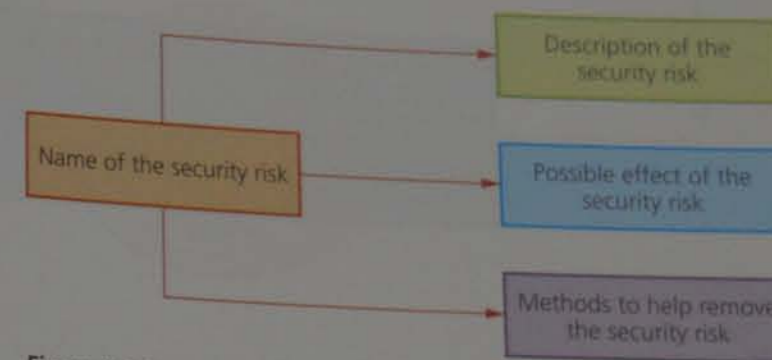 Description of the
security risk
Name of the security risk
Possible effect of the
security risk
Methods to help remove
the security risk